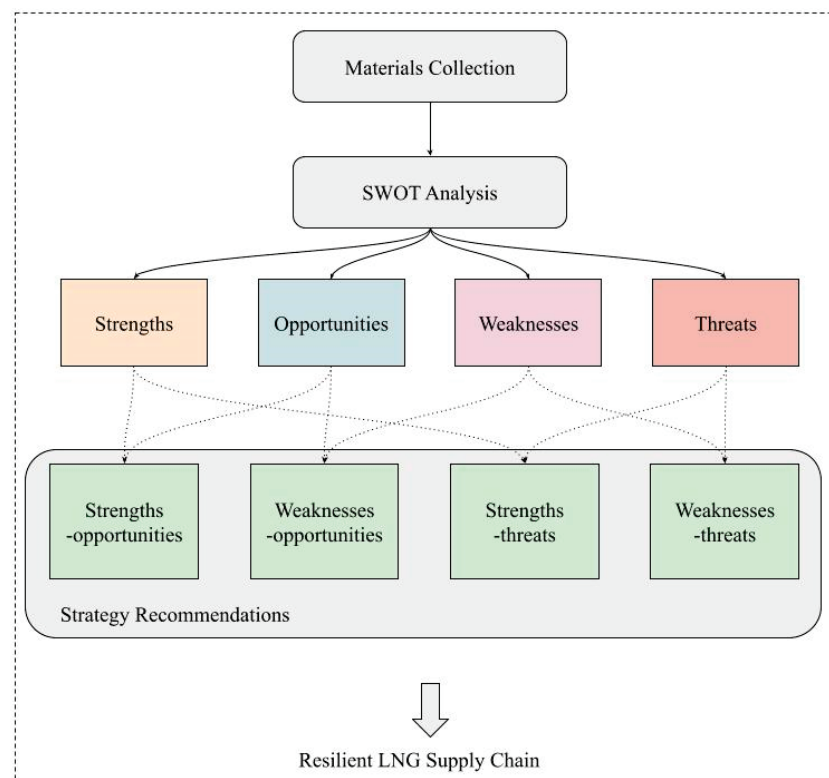 Materials Collection
SWOT Analysis
Strengths
Opportunities
Weaknesses
Threats
Strengths
-opportunities
Weaknesses
-opportunities
Strengths
-threats
Weaknesses
-threats
Strategy Recommendations
Resilient LNG Supply Chain